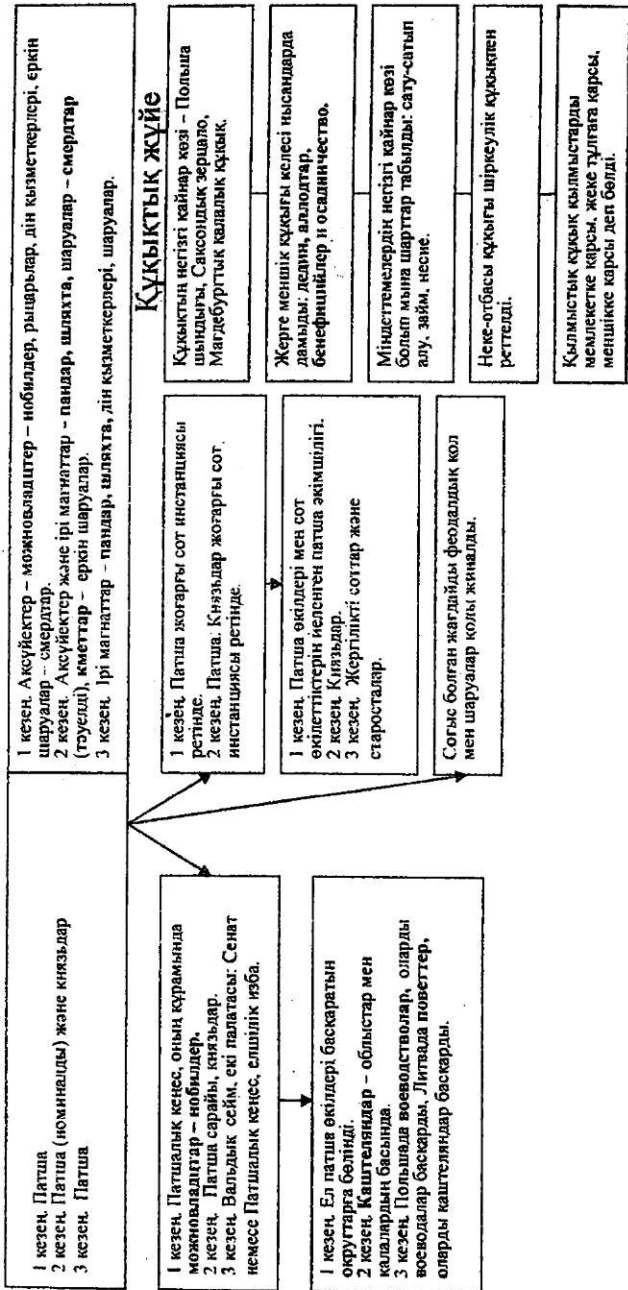 1 кезең. Патша
2 кезең. Патша (номиналды) және князьдар
3 кезең. Патша
1 кезең. Ақсүйектер – можновладцтер – нобилдер, рыцарьлар, дін қызметкерлері, еркін
шаруалар – смердтар.
2 кезең. Ақсүйектер және ірі магнаттар – пандар, шляхта, шаруалар – смердтар
(тәуелді), кметтар – еркін шаруалар.
3 кезең. Ірі магнаттар – пандар, шляхта, дін қызметкерлері, шаруалар.
1 кезең. Патшалык кеңес, оның құрамында
можновладцтар – нобилдер.
2 кезең. Патша сарайы, князьдар.
3 кезең. Вальдық сейм, екі палатасы: Сенат
немесе Патшалық кеңес, елшілік изба.
1 кезең. Ел патша өкілдері басқаратын
округтарға бөлінді.
2 кезең. Каштеляндар – облыстар мен
қалалардың басында.
3 кезең. Польшада воеводстволар, оларды
воеводалар басқарды, Литвада поветтер,
оларды каштеляндар басқарды.
1 кезең. Патша жоғарғы сот инстанциясы
ретінде.
2 кезең. Патша. Князьдар жоғарғы сот
инстанциясы ретінде.
1 кезең. Патша өкілдері мен сот
өкілеттіктерін иеленген патша әкімшілігі.
2 кезең. Князьдар.
3 кезең. Жергілікті соттар және
старосталар.
Соғыс болған жағдайды феодалдық қол
мен шаруалар қолы жиналды.
Құқықтық жүйе
Құқықтың негізгі қайнар көзі – Польша
шындығы, Саксондық зерцало,
Магдебургтық қалалық құқық.
Жерге меншік құқығы келесі нысандарда
дамыды: дедин, аллодтар,
бенефицийлер и осадничество.
Міндеттемелердің негізгі қайнар көзі
болып мына шарттар табылды: сату-сатып
алу, займ, несие.
Неке-отбасы құқығы шіркеулік құқықпен
реттелді.
Қылмыстық құқық қылмыстарды
мемлекетке қарсы, жеке тұлғаға қарсы,
меншікке қарсы деп бөлді.